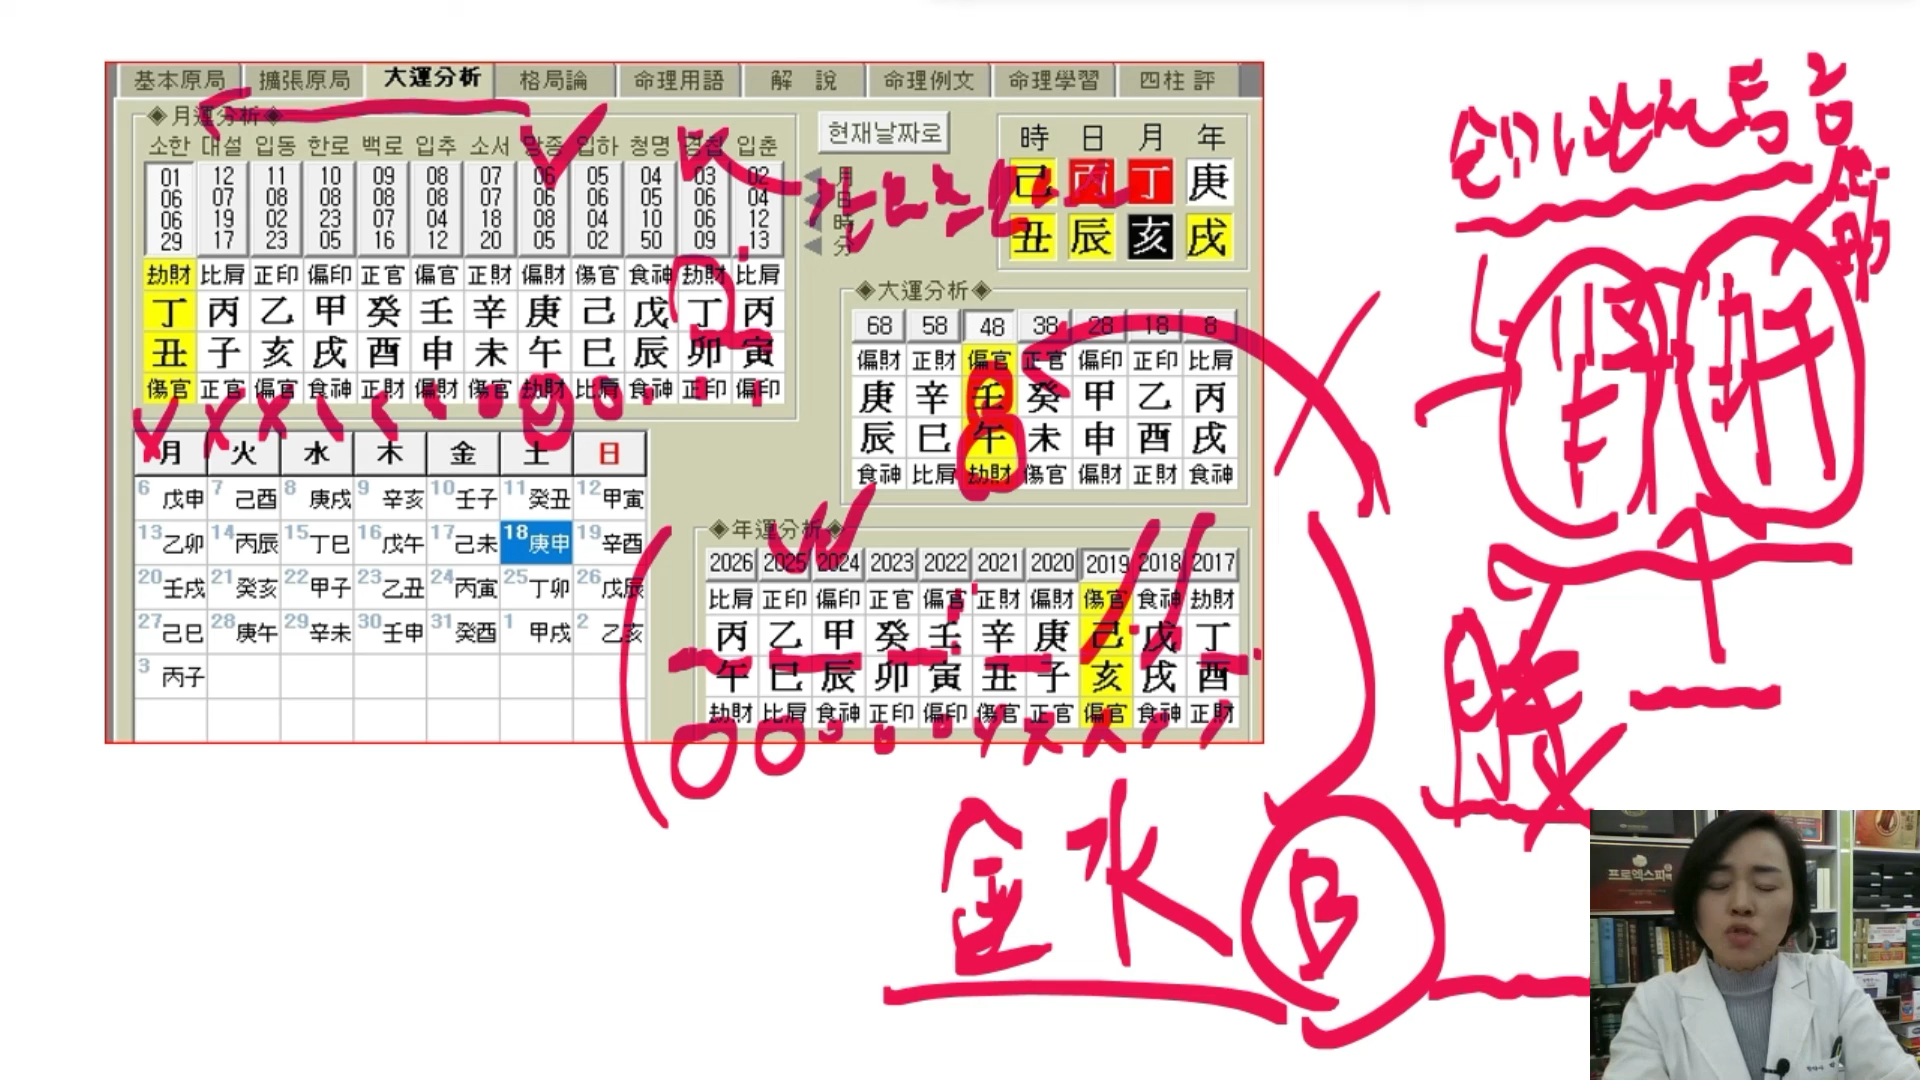 基本原局 擴張原局 大運分析 格局論 命理用語 解 說 命理例文 命理學習 四柱 評
◈月運分析◈
소한 대설 입동 한로 백로 입추 소서 망종 입하 청명 경칩 입춘
01 12 11 10 09 08 07 06 05 04 03 02
06 07 08 08 08 08 07 06 06 05 06 04
06 19 02 23 07 04 18 08 04 10 06 12
29 17 23 05 16 12 20 05 02 50 09 13
月
日
時
分
劫財 比肩 正印 偏印 正官 偏官 正財 偏財 傷官 食神 劫財 比肩
丁 丙 乙 甲 癸 壬 辛 庚 己 戊 丁 丙
丑 子 亥 戌 酉 申 未 午 巳 辰 卯 寅
傷官 正官 偏官 食神 正財 偏財 傷官 劫財 比肩 食神 正印 偏印
현재날짜로
時 日 月 年
己 丙 丁 庚
丑 辰 亥 戌
◈大運分析◈
68 58 48 38 28 18 8
偏財 正財 偏官 正官 偏印 正印 比肩
庚 辛 壬 癸 甲 乙 丙
辰 巳 午 未 申 酉 戌
食神 比肩 劫財 傷官 偏財 正財 食神
月 火 水 木 金 土 日
6 戊申 7 己酉 8 庚戌 9 辛亥 10 壬子 11 癸丑 12 甲寅
13 乙卯 14 丙辰 15 丁巳 16 戊午 17 己未 18 庚申 19 辛酉
20 壬戌 21 癸亥 22 甲子 23 乙丑 24 丙寅 25 丁卯 26 戊辰
27 己巳 28 庚午 29 辛未 30 壬申 31 癸酉 1 甲戌 2 乙亥
3 丙子
◈年運分析◈
2026 2025 2024 2023 2022 2021 2020 2019 2018 2017
比肩 正印 偏印 正官 偏官 正財 偏財 傷官 食神 劫財
丙 乙 甲 癸 壬 辛 庚 己 戊 丁
午 巳 辰 卯 寅 丑 子 亥 戌 酉
劫財 比肩 食神 正印 偏印 傷官 正官 偏官 食神 正財
金水
B
프로엑스피